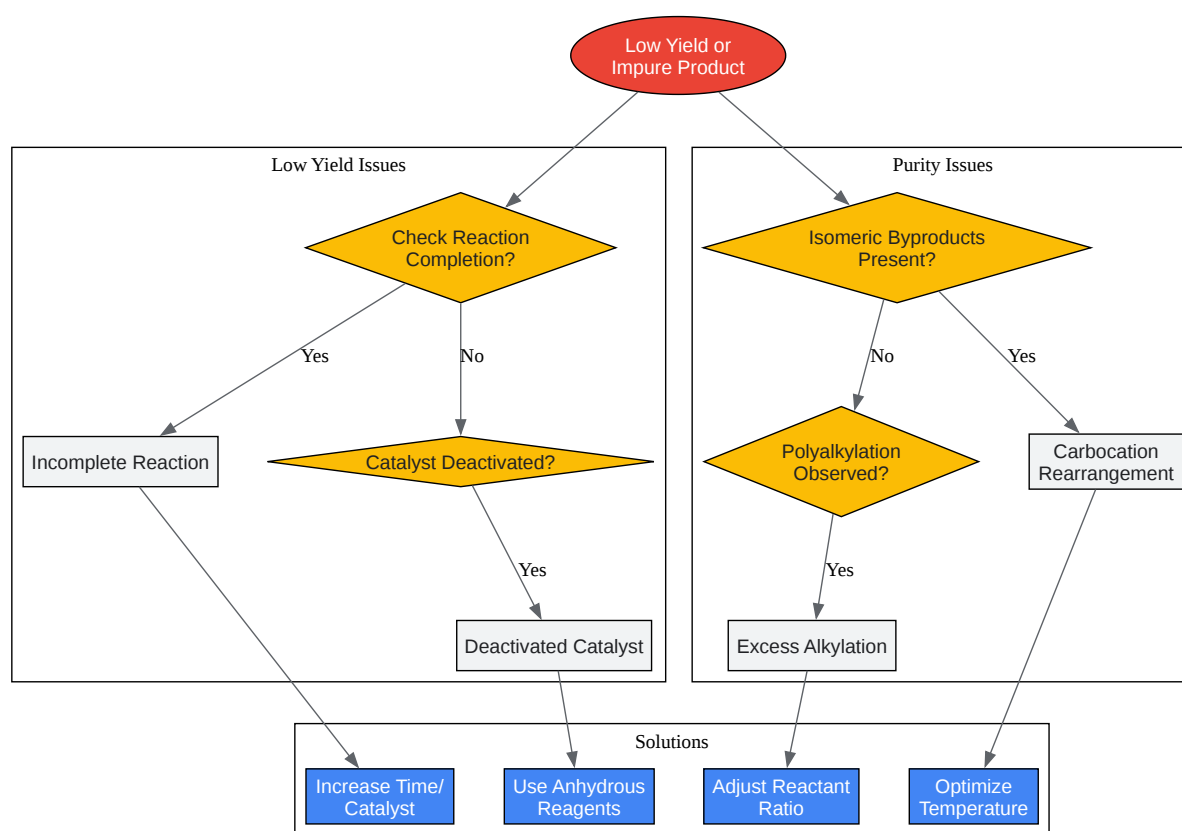 Low Yield or
Impure Product
Low Yield Issues
Purity Issues
Check Reaction
Completion?
Isomeric Byproducts
Present?
Yes
No
No
Yes
Incomplete Reaction
Catalyst Deactivated?
Polyalkylation
Observed?
Carbocation
Rearrangement
Yes
Yes
Deactivated Catalyst
Excess Alkylation
Solutions
Increase Time/
Catalyst
Use Anhydrous
Reagents
Adjust Reactant
Ratio
Optimize
Temperature